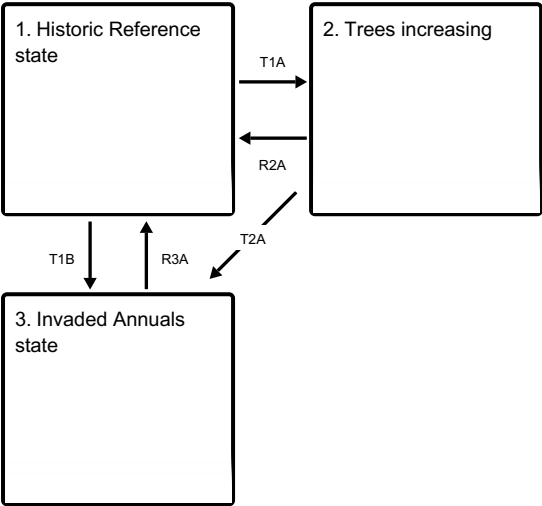 1. Historic Reference
state
2. Trees increasing
T1A
R2A
T2A
T1B
R3A
3. Invaded Annuals
state